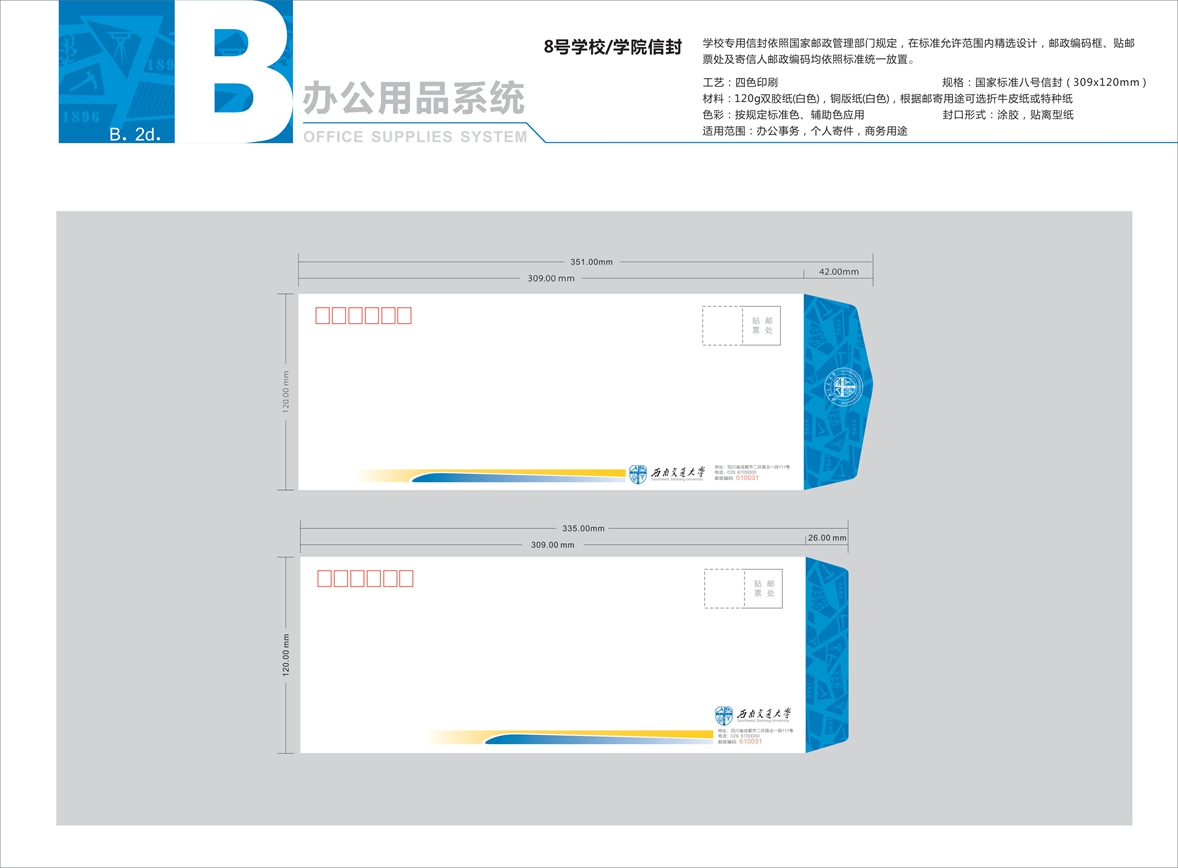 B
B. 2d.
1896
189
办公用品系统
OFFICE SUPPLIES SYSTEM
8号学校/学院信封
学校专用信封依照国家邮政管理部门规定，在标准允许范围内精选设计，邮政编码框、贴邮
票处及寄信人邮政编码均依照标准统一放置。
工艺：四色印刷
规格：国家标准八号信封（309x120mm）
材料：120g双胶纸(白色)，铜版纸(白色)，根据邮寄用途可选折牛皮纸或特种纸
色彩：按规定标准色、辅助色应用
封口形式：涂胶，贴离型纸
适用范围：办公事务，个人寄件，商务用途
351.00mm
309.00 mm
42.00mm
120.00 mm
贴 邮
票 处
西南交通大学
Southwest Jiaotong University
地址：四川省成都市二环路北一段111号
电话：028 8700000
邮政编码：610031
335.00mm
309.00 mm
26.00 mm
120.00 mm
贴 邮
票 处
西南交通大学
Southwest Jiaotong University
地址：四川省成都市二环路北一段111号
电话：028 8700000
邮政编码：610031